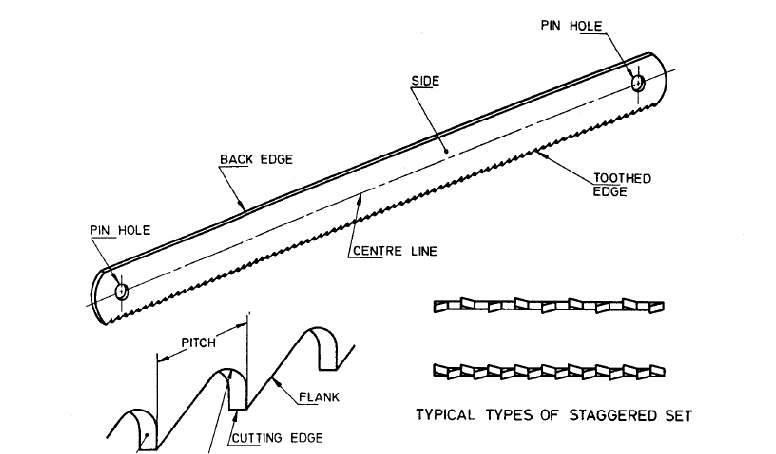 PIN HOLE
SIDE
BACK EDGE
TOOTHED
EDGE
PIN HOLE
CENTRE LINE
PITCH
FLANK
CUTTING EDGE
TYPICAL TYPES OF STAGGERED SET